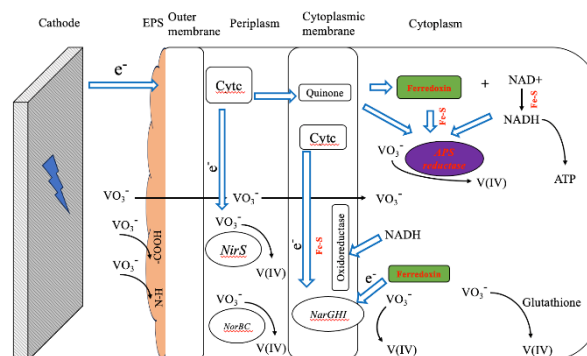 Cathode
EPS
Outer
membrane
Periplasm
Cytoplasmic
membrane
Cytoplasm
e⁻
Cytc
Quinone
Ferredoxin
+
NAD+
Fe-S
Fe-S
NADH
Cytc
VO₃⁻
APS
reductase
V(IV)
ATP
e⁻
VO₃⁻
VO₃⁻
VO₃⁻
VO₃⁻
-COOH
VO₃⁻
NirS
V(IV)
VO₃⁻
N-H
e⁻
Fe-S
Oxidoreductase
NADH
e⁻
Ferredoxin
VO₃⁻
NorBC
V(IV)
NarGHI
VO₃⁻
V(IV)
VO₃⁻
Glutathione
V(IV)